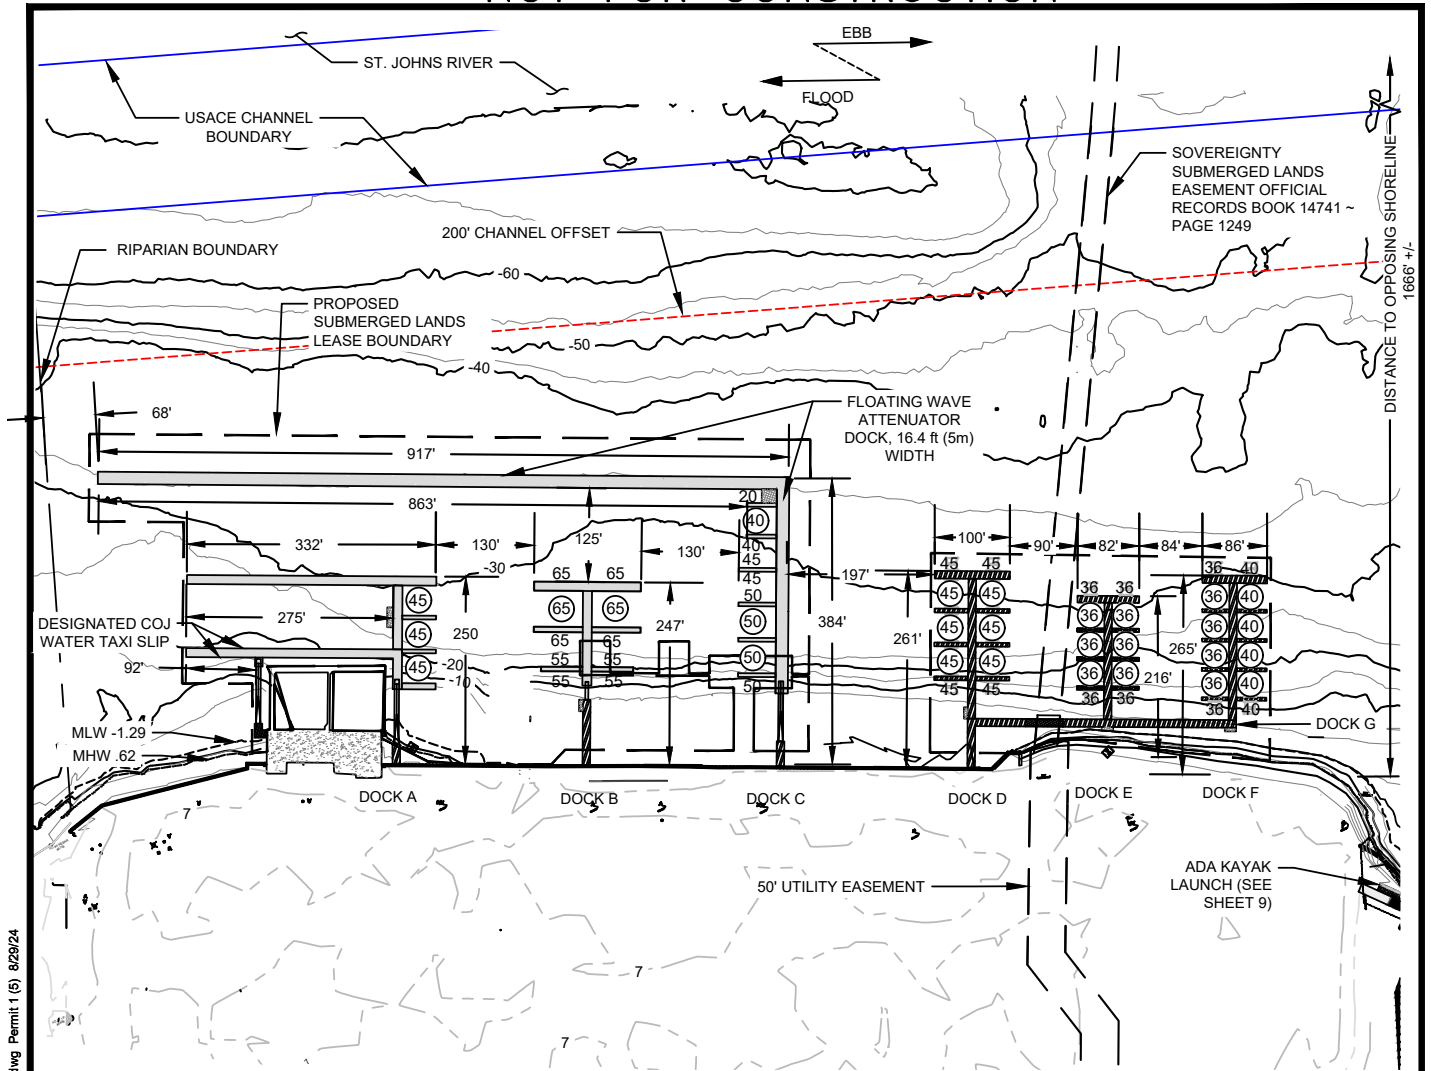 NOT FOR CONSTRUCTION
EBB
FLOOD
ST. JOHNS RIVER
USACE CHANNEL
BOUNDARY
SOVEREIGNTY
SUBMERGED LANDS
EASEMENT OFFICIAL
RECORDS BOOK 14741 ~
PAGE 1249
DISTANCE TO OPPOSING SHORELINE
1666' +/-
RIPARIAN BOUNDARY
200' CHANNEL OFFSET
-60
PROPOSED
SUBMERGED LANDS
LEASE BOUNDARY
-50
-40
FLOATING WAVE
ATTENUATOR
DOCK, 16.4 ft (5m)
WIDTH
68'
917'
863'
20
40
40
45
45
50
50
50
50
332'
130'
125'
130'
-30
197'
384'
100'
90'
82'
84'
86'
275'
45
45
45
250
-20
-10
65 65
65 65
65 65
55 55
55 55
247'
261'
45 45
45 45
45 45
45 45
45 45
36 36
36 36
36 36
36 36
36 36
265'
216'
36 40
36 40
36 40
36 40
36 40
36 40
DESIGNATED COJ
WATER TAXI SLIP
92'
MLW -1.29
MHW .62
DOCK G
DOCK A
DOCK B
DOCK C
DOCK D
DOCK E
DOCK F
7
50' UTILITY EASEMENT
ADA KAYAK
LAUNCH (SEE
SHEET 9)
7
7
7
dwg Permit 1 (5) 8/29/24